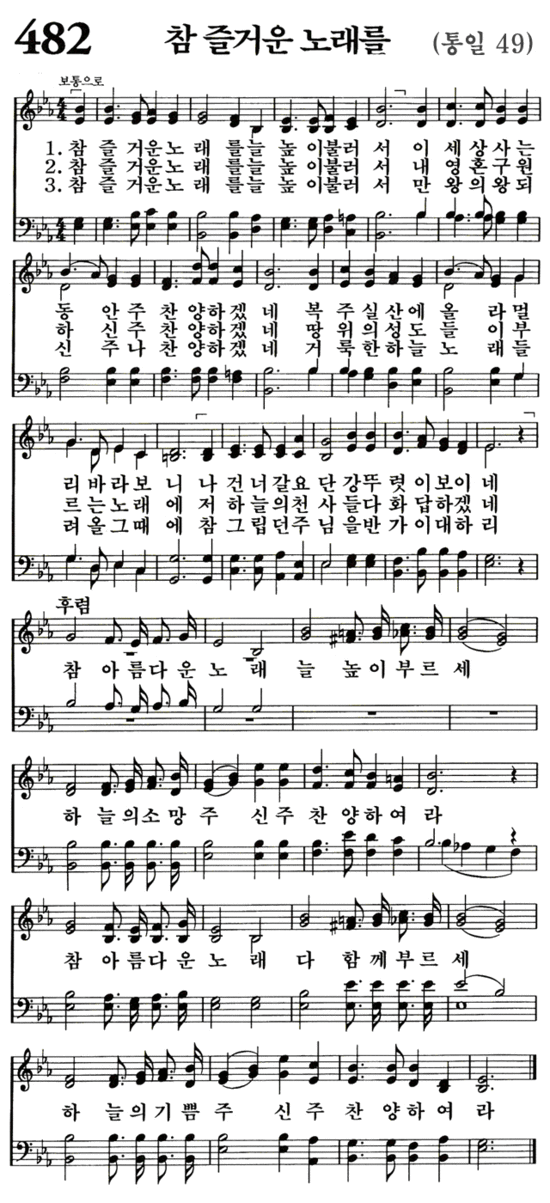 482 참 즐거운 노래를 (통일 49)
보통으로
1. 참 즐 거운노 래 를늘 높 이불러 서 이 세 상 사 는
2. 참 즐 거운노 래 를늘 높 이불러 서 내 영 혼 구 원
3. 참 즐 거운노 래 를늘 높 이불러 서 만 왕 의 왕 되
동 안 주 찬 양하겠 네 복 주 실 산 에 올 라 멀
하 신 주 찬 양하겠 네 땅 위 의 성 도 들 이 부
신 주 나 찬 양하겠 네 거 룩 한 하 늘 노 래 들
리 바 라 보 니 나 건 너 갈 요 단 강 뚜 렷 이 보 이 네
르 는 노 래 에 저 하 늘 의 천 사 들 다 화 답 하 겠 네
려 올 그 때 에 참 그 립 던 주 님 을 반 가 이 대 하 리
후렴
참 아 름 다 운 노 래 늘 높 이 부 르 세
하 늘 의 소 망 주 신 주 찬 양 하 여 라
참 아 름 다 운 노 래 다 함 께 부 르 세
하 늘 의 기 쁨 주 신 주 찬 양 하 여 라